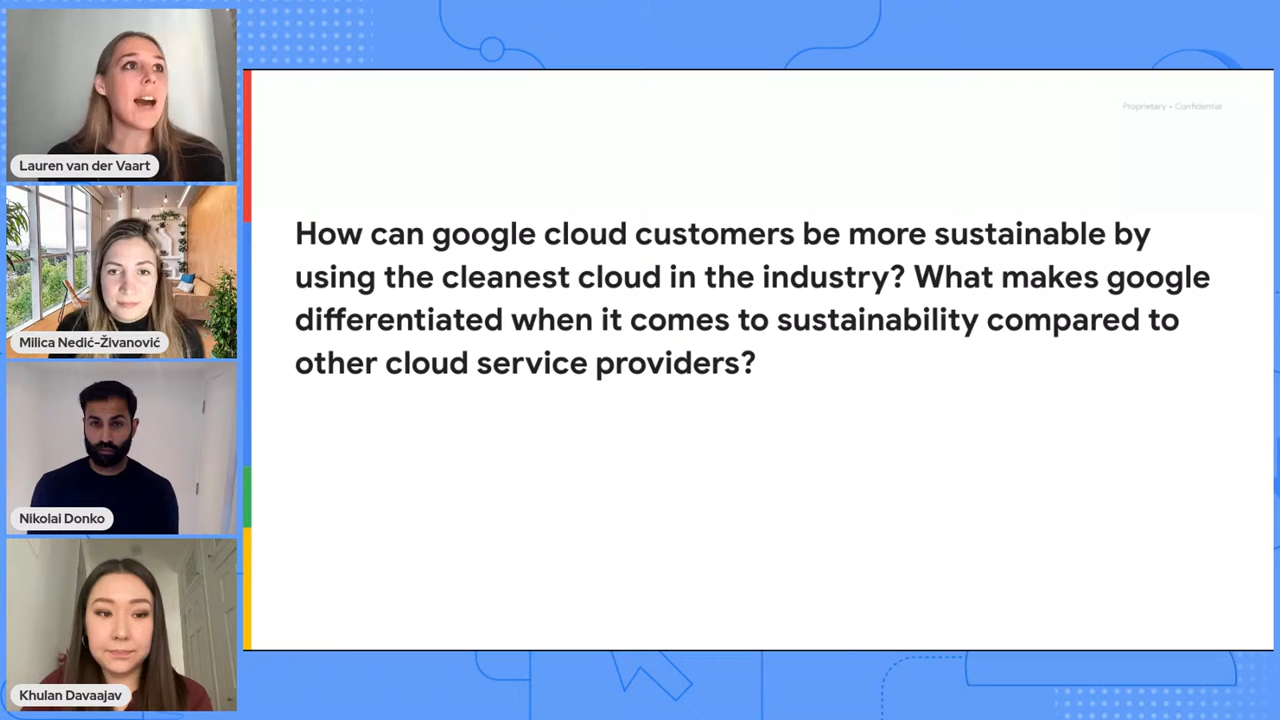 Lauren van der Vaart
Milica Nedić-Živanović
Nikolai Donko
Khulan Davaajav
Proprietary + Confidential
How can google cloud customers be more sustainable by
using the cleanest cloud in the industry? What makes google
differentiated when it comes to sustainability compared to
other cloud service providers?